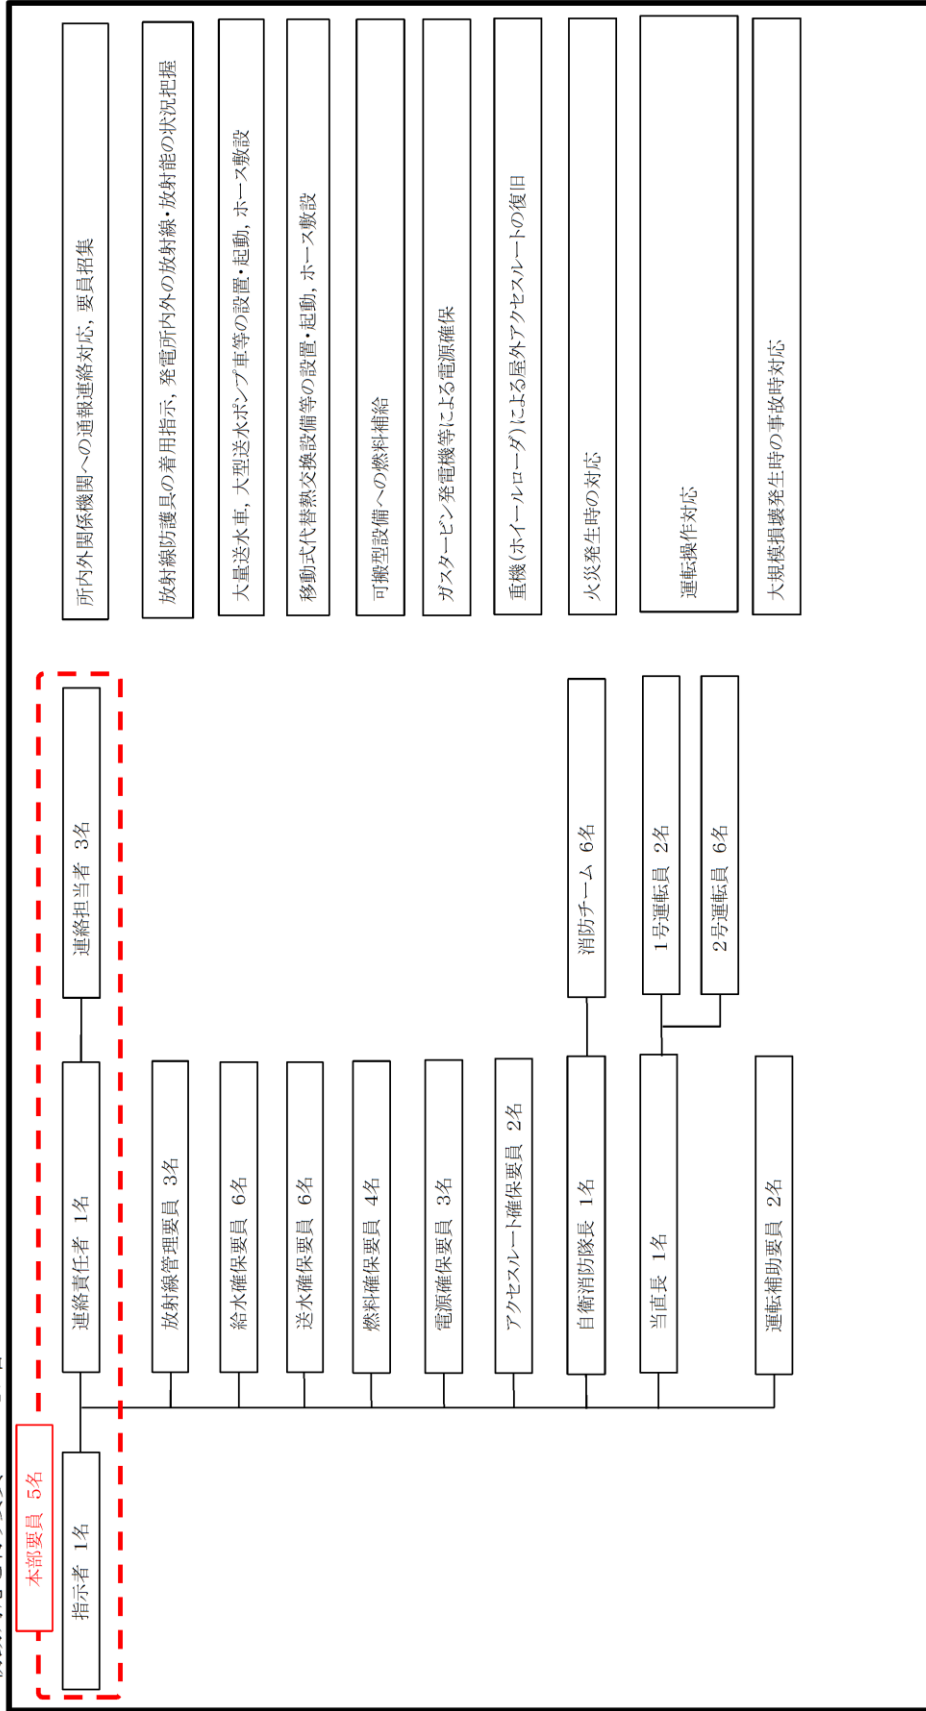 本部要員 5名
指示者 1名
連絡責任者 1名
連絡担当者 3名
所内外関係機関への通報連絡対応，要員招集
放射線管理要員 3名
放射線防護具の着用指示，発電所内外の放射線・放射能の状況把握
給水確保要員 6名
大量送水車，大型送水ポンプ車等の設置・起動，ホース敷設
送水確保要員 6名
移動式代替熱交換設備等の設置・起動，ホース敷設
燃料確保要員 4名
可搬型設備への燃料補給
電源確保要員 3名
ガスタービン発電機等による電源確保
アクセスルート確保要員 2名
重機(ホイールローダ)による屋外アクセスルートの復旧
自衛消防隊長 1名
消防チーム 6名
火災発生時の対応
当直長 1名
1号運転員 2名
2号運転員 6名
運転操作対応
運転補助要員 2名
大規模損壊発生時の事故時対応